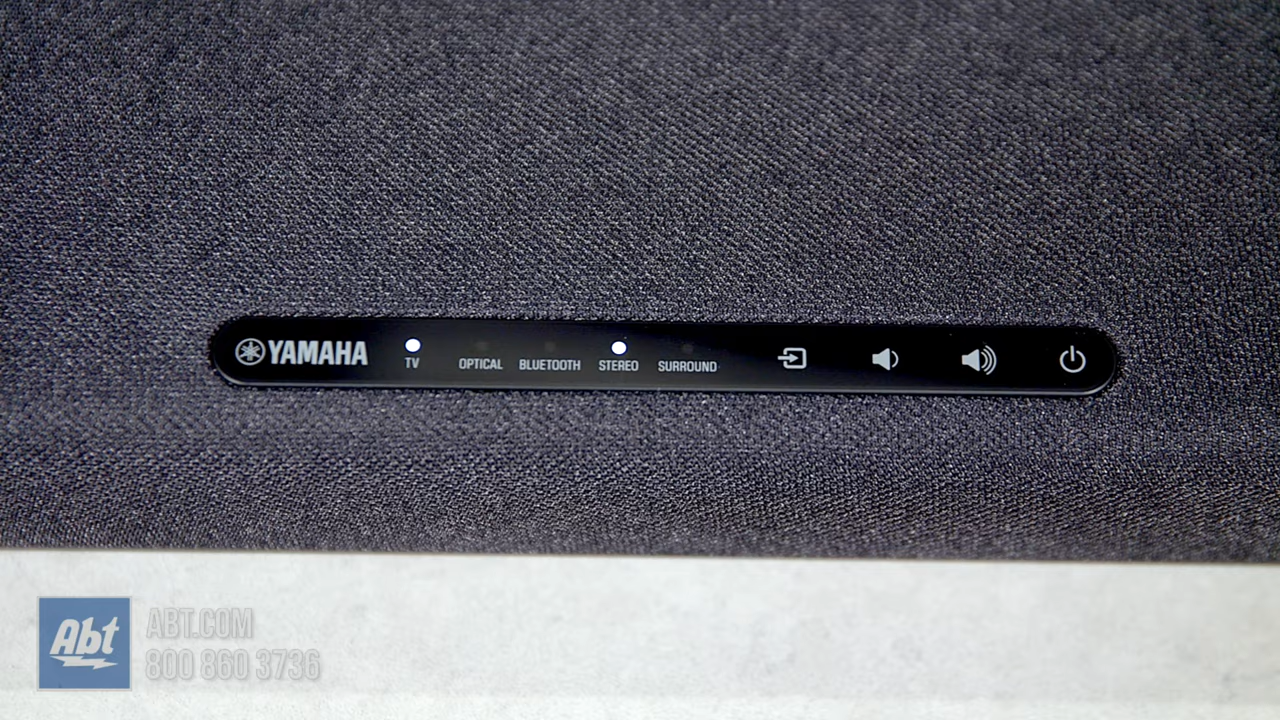 YAMAHA
TV OPTICAL BLUETOOTH STEREO SURROUND
Abt
ABT.COM
800 860 3736